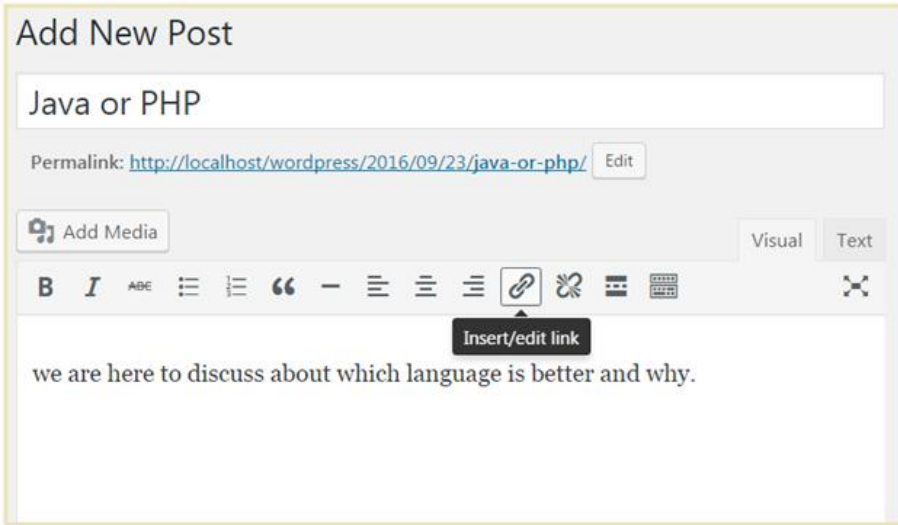 Add New Post
Java or PHP
Permalink: http://localhost/wordpress/2016/09/23/java-or-php/ Edit
Add Media
Visual Text
B I ABC
Insert/edit link
we are here to discuss about which language is better and why.